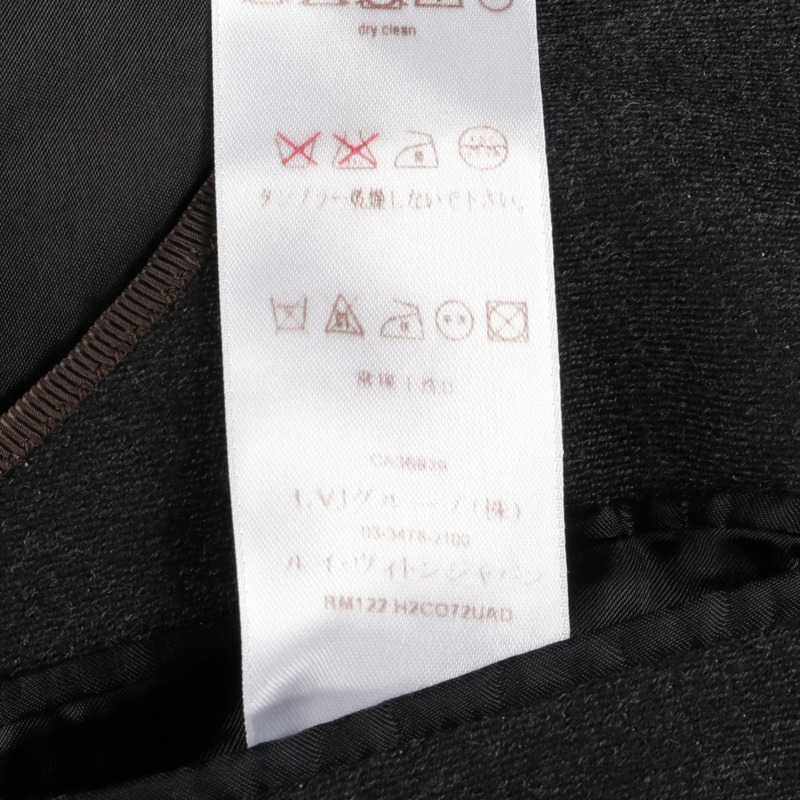 dry clean
タンブラー乾燥しないで下さい。
CA36929
LVJグループ(株)
03-3478-2100
ルイ・ヴィトンジャパン
RM122 H2CO72UAD